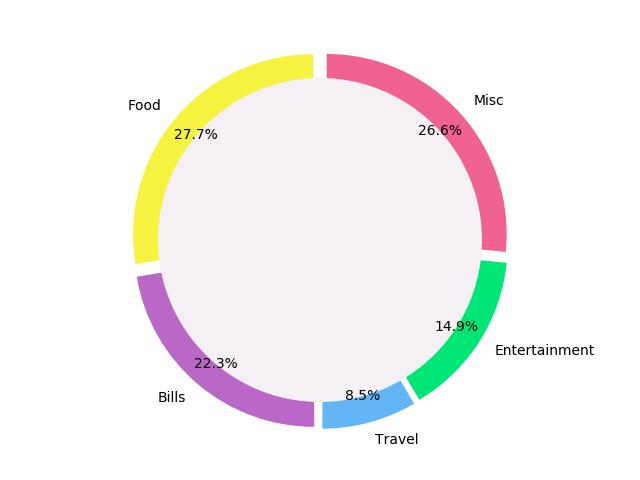 Misc
Food
26.6%
27.7%
14.9%
Entertainment
22.3%
8.5%
Bills
Travel